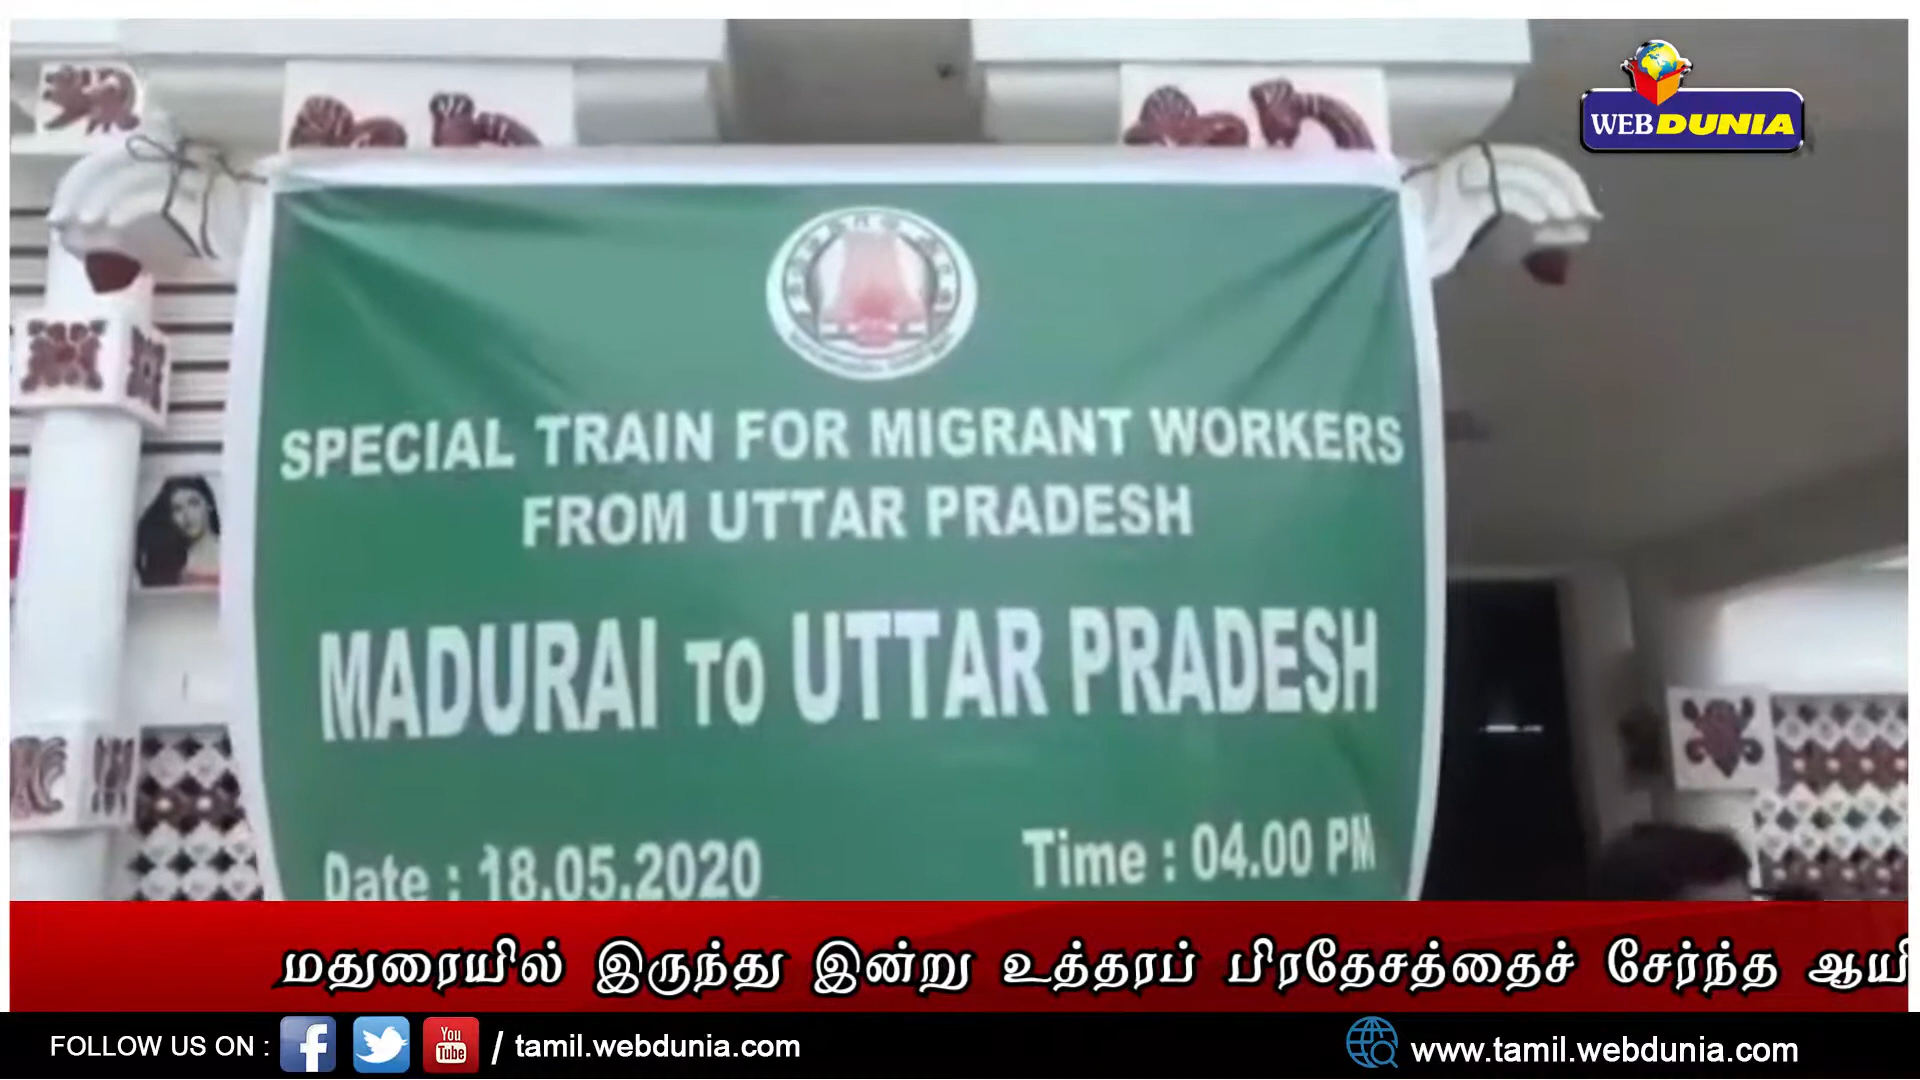 WEBDUNIA
SPECIAL TRAIN FOR MIGRANT WORKERS
FROM UTTAR PRADESH
MADURAI TO UTTAR PRADESH
Date : 18.05.2020 Time : 04.00 PM
மதுரையில் இருந்து இன்று உத்தரப் பிரதேசத்தைச் சேர்ந்த
FOLLOW US ON : f You Tube / tamil.webdunia.com www.tamil.webdunia.com